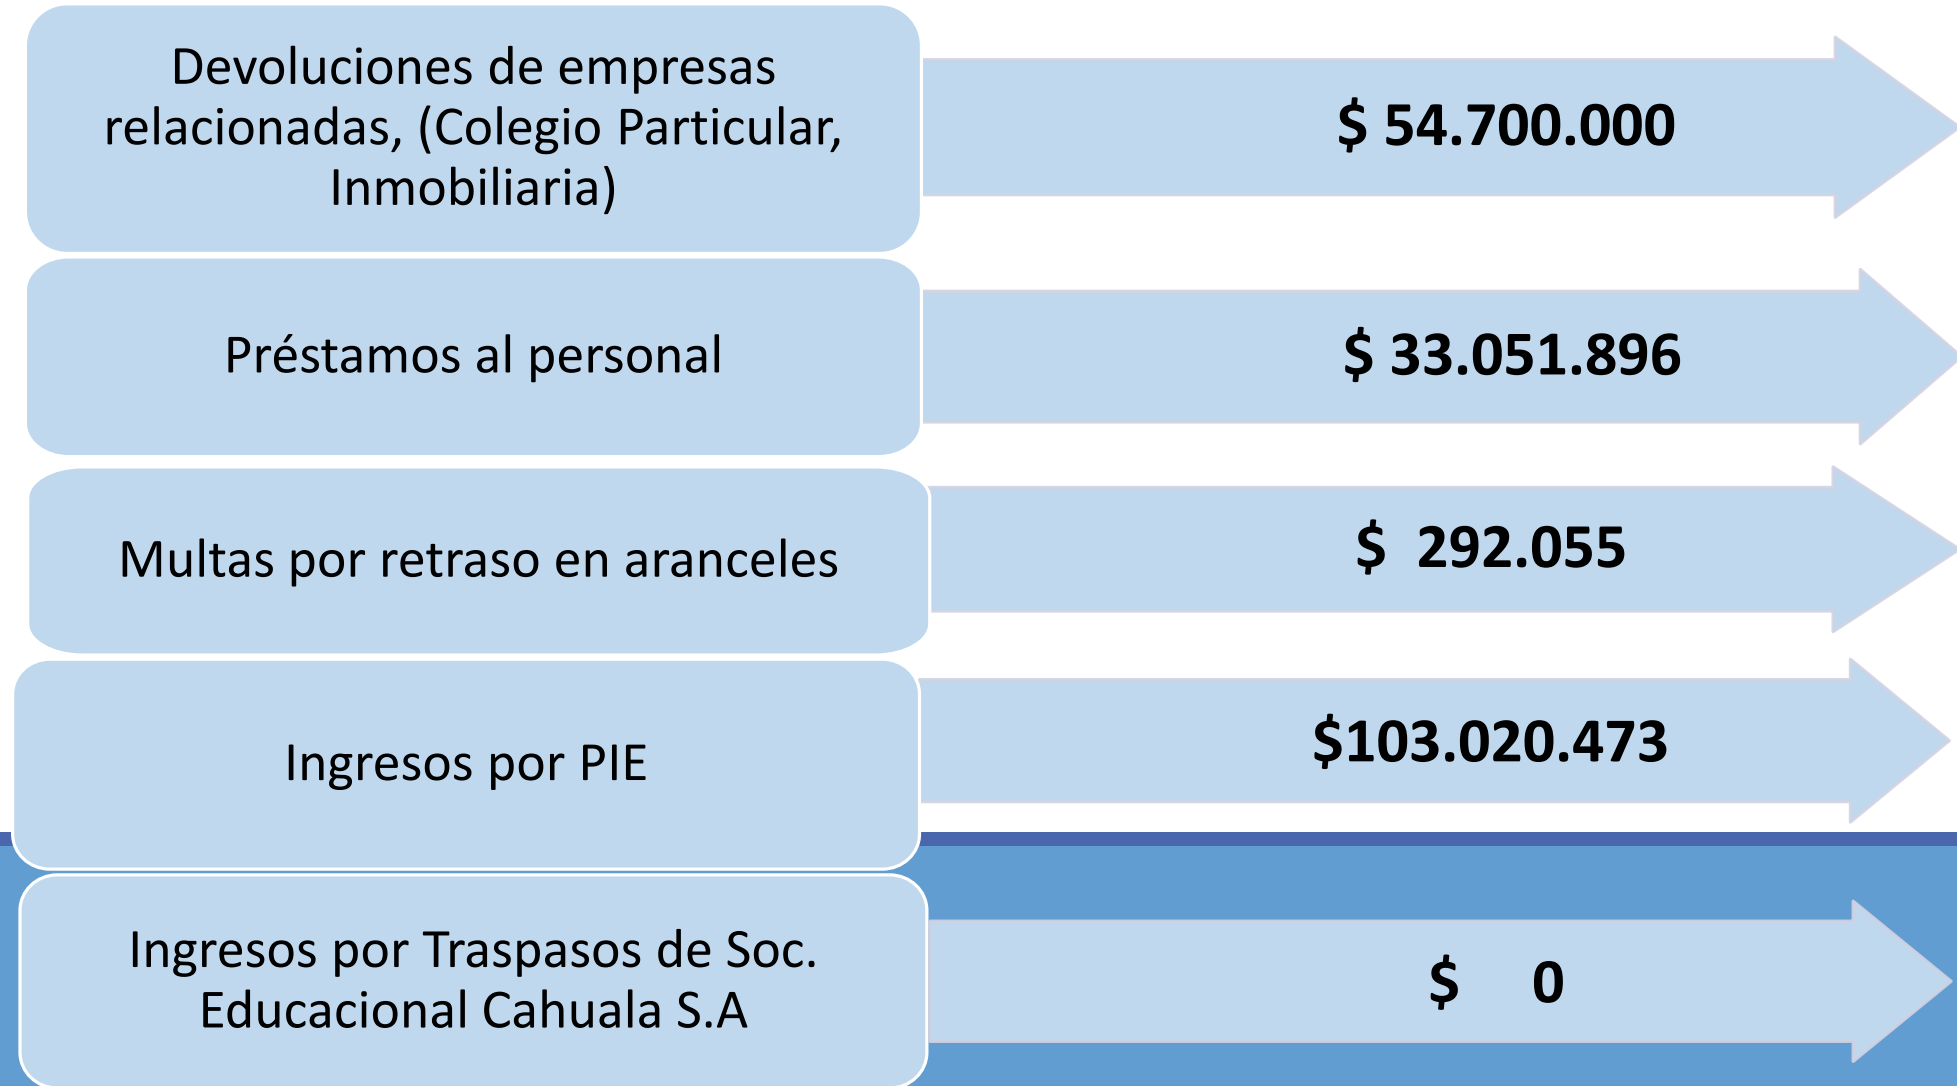 Devoluciones de empresas
relacionadas, (Colegio Particular,
Inmobiliaria)
$ 54.700.000
Préstamos al personal
$ 33.051.896
Multas por retraso en aranceles
$ 292.055
Ingresos por PIE
$103.020.473
Ingresos por Traspasos de Soc.
Educacional Cahuala S.A
$ 0